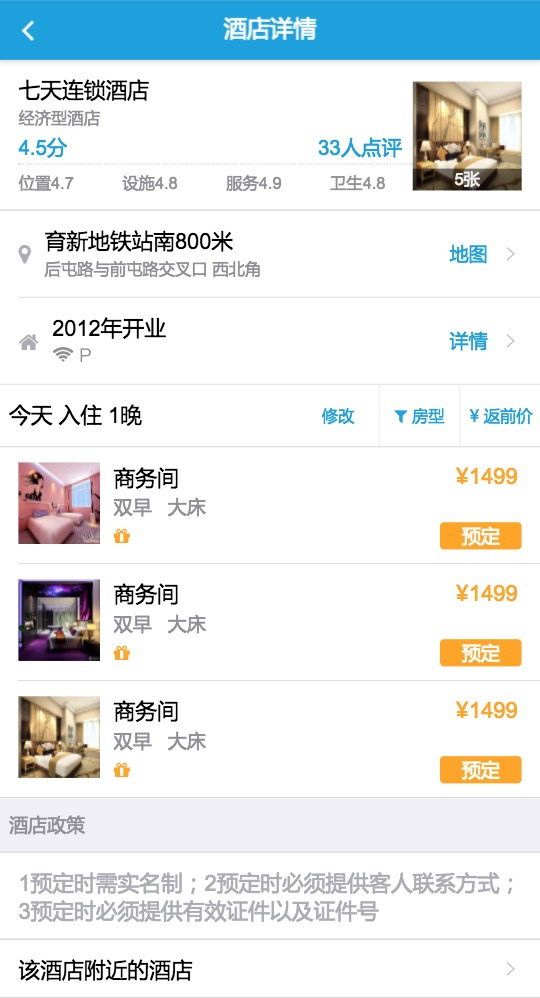 酒店详情
七天连锁酒店
经济型酒店
4.5分 33人点评
位置4.7 设施4.8 服务4.9 卫生4.8
5张
育新地铁站南800米
后屯路与前屯路交叉口 西北角
地图
2012年开业
P
详情
今天 入住 1晚 修改 房型 ¥ 返前价
商务间 ¥1499
双早 大床
预定
商务间 ¥1499
双早 大床
预定
商务间 ¥1499
双早 大床
预定
酒店政策
1预定时需实名制；2预定时必须提供客人联系方式；
3预定时必须提供有效证件以及证件号
该酒店附近的酒店